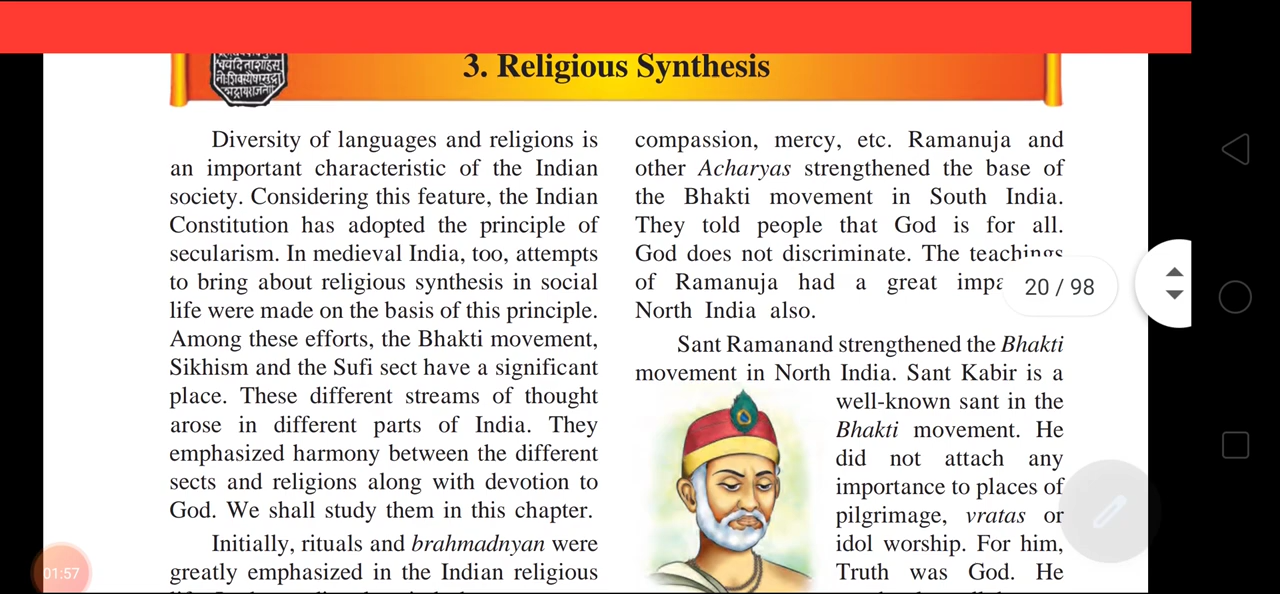 3. Religious Synthesis
Diversity of languages and religions is
an important characteristic of the Indian
society. Considering this feature, the Indian
Constitution has adopted the principle of
secularism. In medieval India, too, attempts
to bring about religious synthesis in social
life were made on the basis of this principle.
Among these efforts, the Bhakti movement,
Sikhism and the Sufi sect have a significant
place. These different streams of thought
arose in different parts of India. They
emphasized harmony between the different
sects and religions along with devotion to
God. We shall study them in this chapter.
Initially, rituals and brahmadnyan were
greatly emphasized in the Indian religious
compassion, mercy, etc. Ramanuja and
other Acharyas strengthened the base of
the Bhakti movement in South India.
They told people that God is for all.
God does not discriminate. The teachings
of Ramanuja had a great
North India also.
Sant Ramanand strengthened the Bhakti
movement in North India. Sant Kabir is a
well-known sant in the
Bhakti movement. He
did not attach any
importance to places of
pilgrimage, vratas or
idol worship. For him,
Truth was God. He
20 / 98
01:57